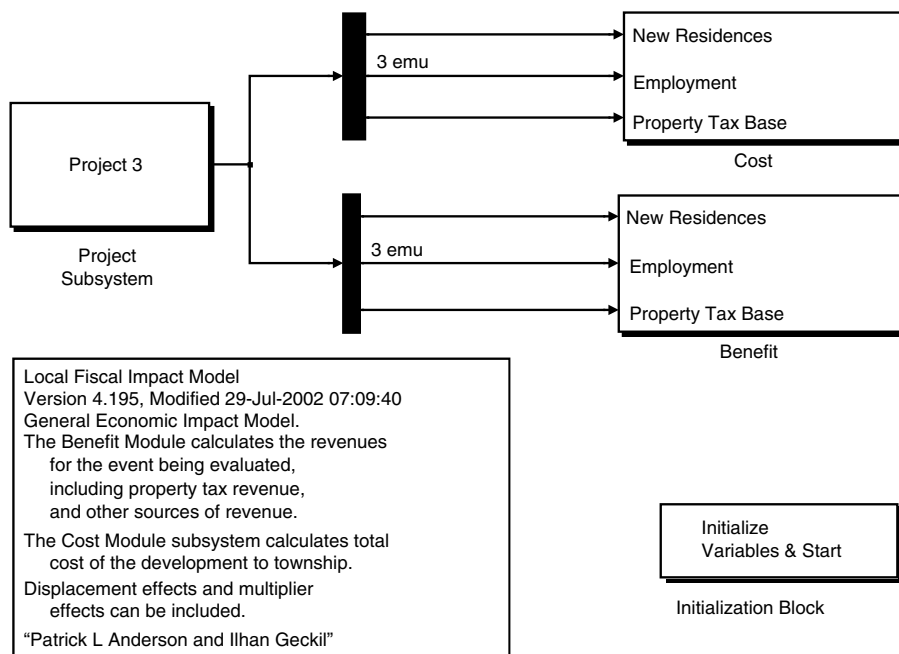 New Residences
3 emu
Employment
Property Tax Base
Cost
Project 3
Project
Subsystem
New Residences
3 emu
Employment
Property Tax Base
Benefit
Local Fiscal Impact Model
Version 4.195, Modified 29-Jul-2002 07:09:40
General Economic Impact Model.
The Benefit Module calculates the revenues
for the event being evaluated,
including property tax revenue,
and other sources of revenue.
The Cost Module subsystem calculates total
cost of the development to township.
Displacement effects and multiplier
effects can be included.
“Patrick L Anderson and Ilhan Geckil”
Initialize
Variables & Start
Initialization Block